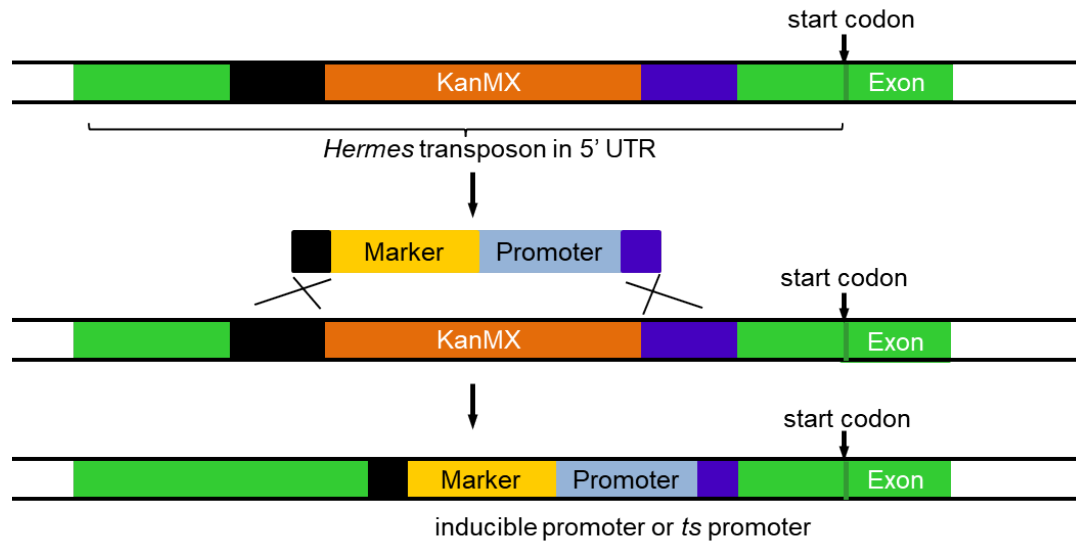 start codon
KanMX Exon
Hermes transposon in 5' UTR
Marker Promoter
start codon
KanMX Exon
start codon
Marker Promoter Exon
inducible promoter or ts promoter